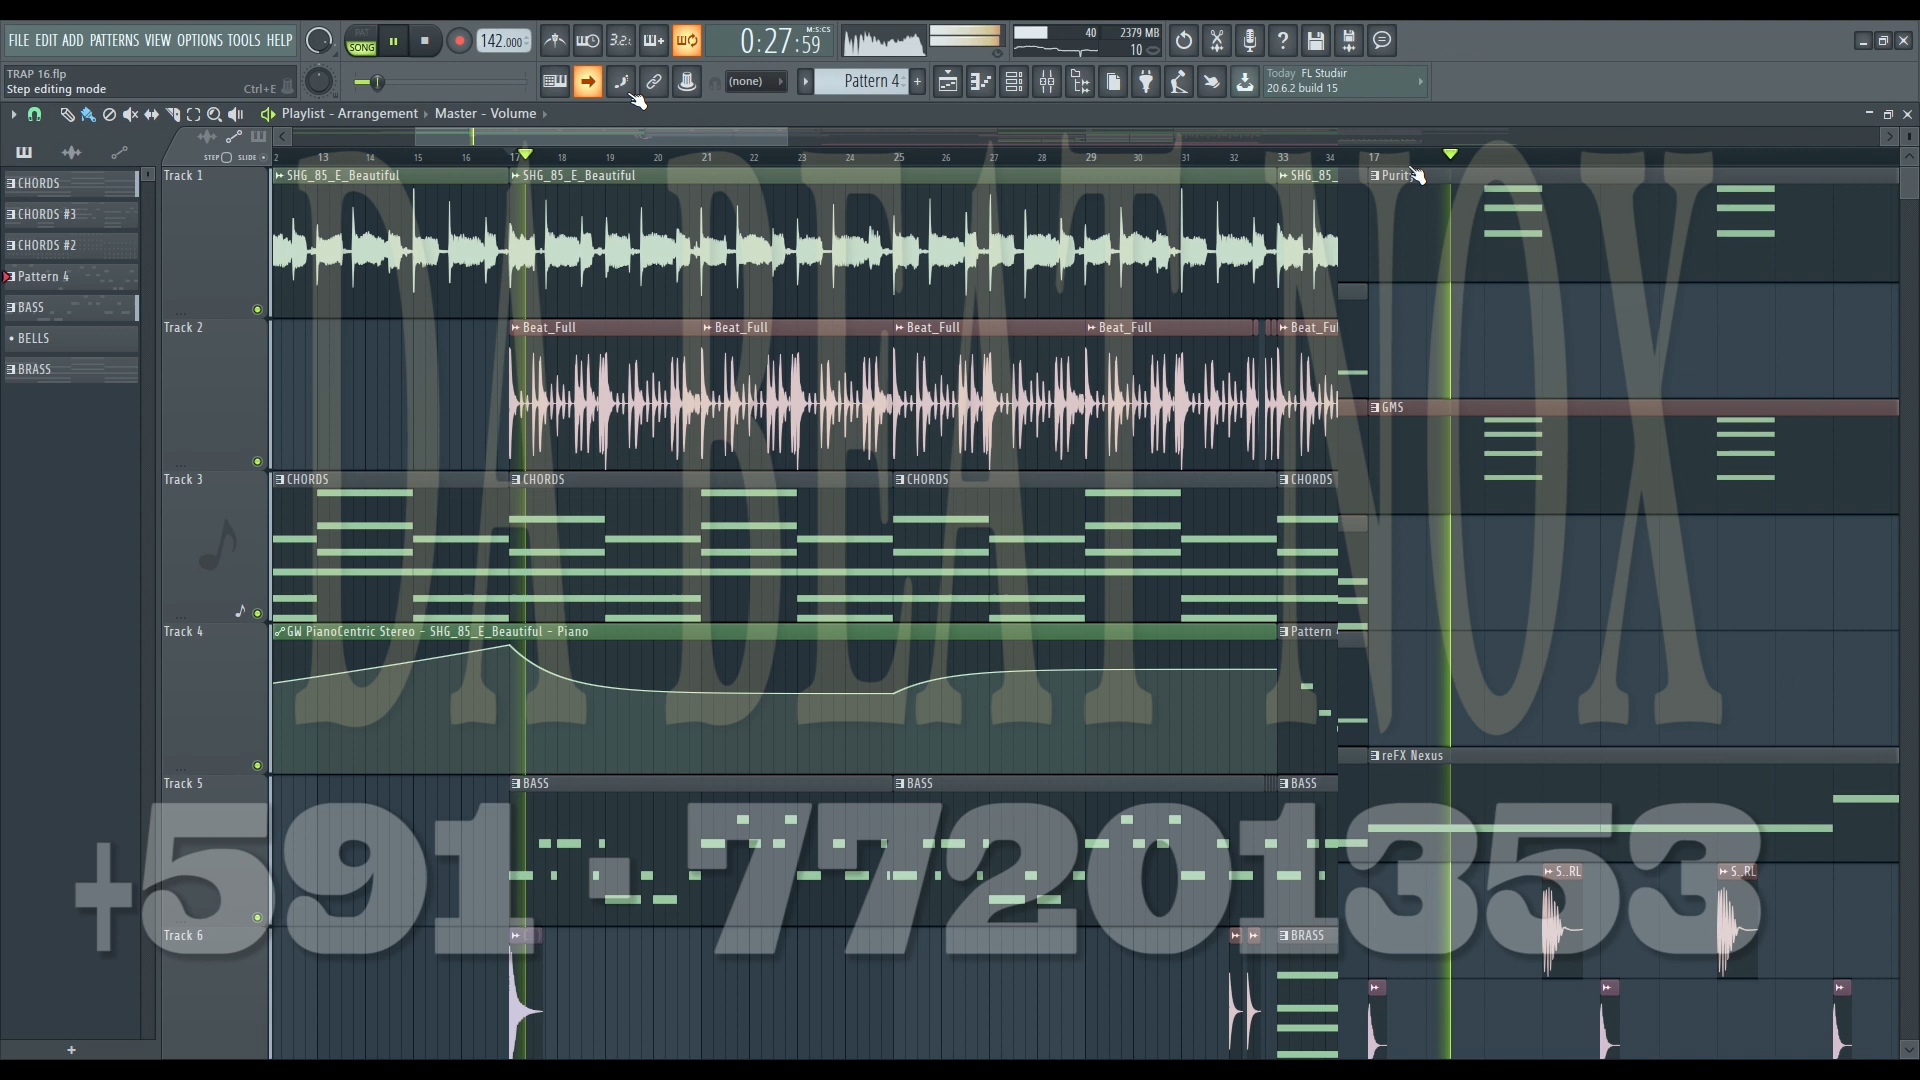 FILE EDIT ADD PATTERNS VIEW OPTIONS TOOLS HELP
PAT
SONG
142.000
3.2
0:27:59
M:S:CS
40
2379 MB
10
TRAP 16.flp
Step editing mode
Ctrl+E
(none)
Pattern 4
Today FL Studiir
20.6.2 build 15
Playlist - Arrangement
Master - Volume
STEP
SLIDE
2 13 14 15 16 17 18 19 20 21 22 23 24 25 26 27 28 29 30 31 32 33 34 17
CHORDS
CHORDS #3
CHORDS #2
Pattern 4
BASS
BELLS
BRASS
Track 1
SHG_85_E_Beautiful
SHG_85_E_Beautiful
SHG_85_
Purit
Track 2
Beat_Full
Beat_Full
Beat_Full
Beat_Full
Beat_Ful
GMS
Track 3
CHORDS
CHORDS
CHORDS
CHORDS
Track 4
GW PianoCentric Stereo - SHG_85_E_Beautiful - Piano
Pattern
reFX Nexus
Track 5
BASS
BASS
BASS
S..RL
S..RL
Track 6
BRASS
DABEAT NOX
+591 - 77201353